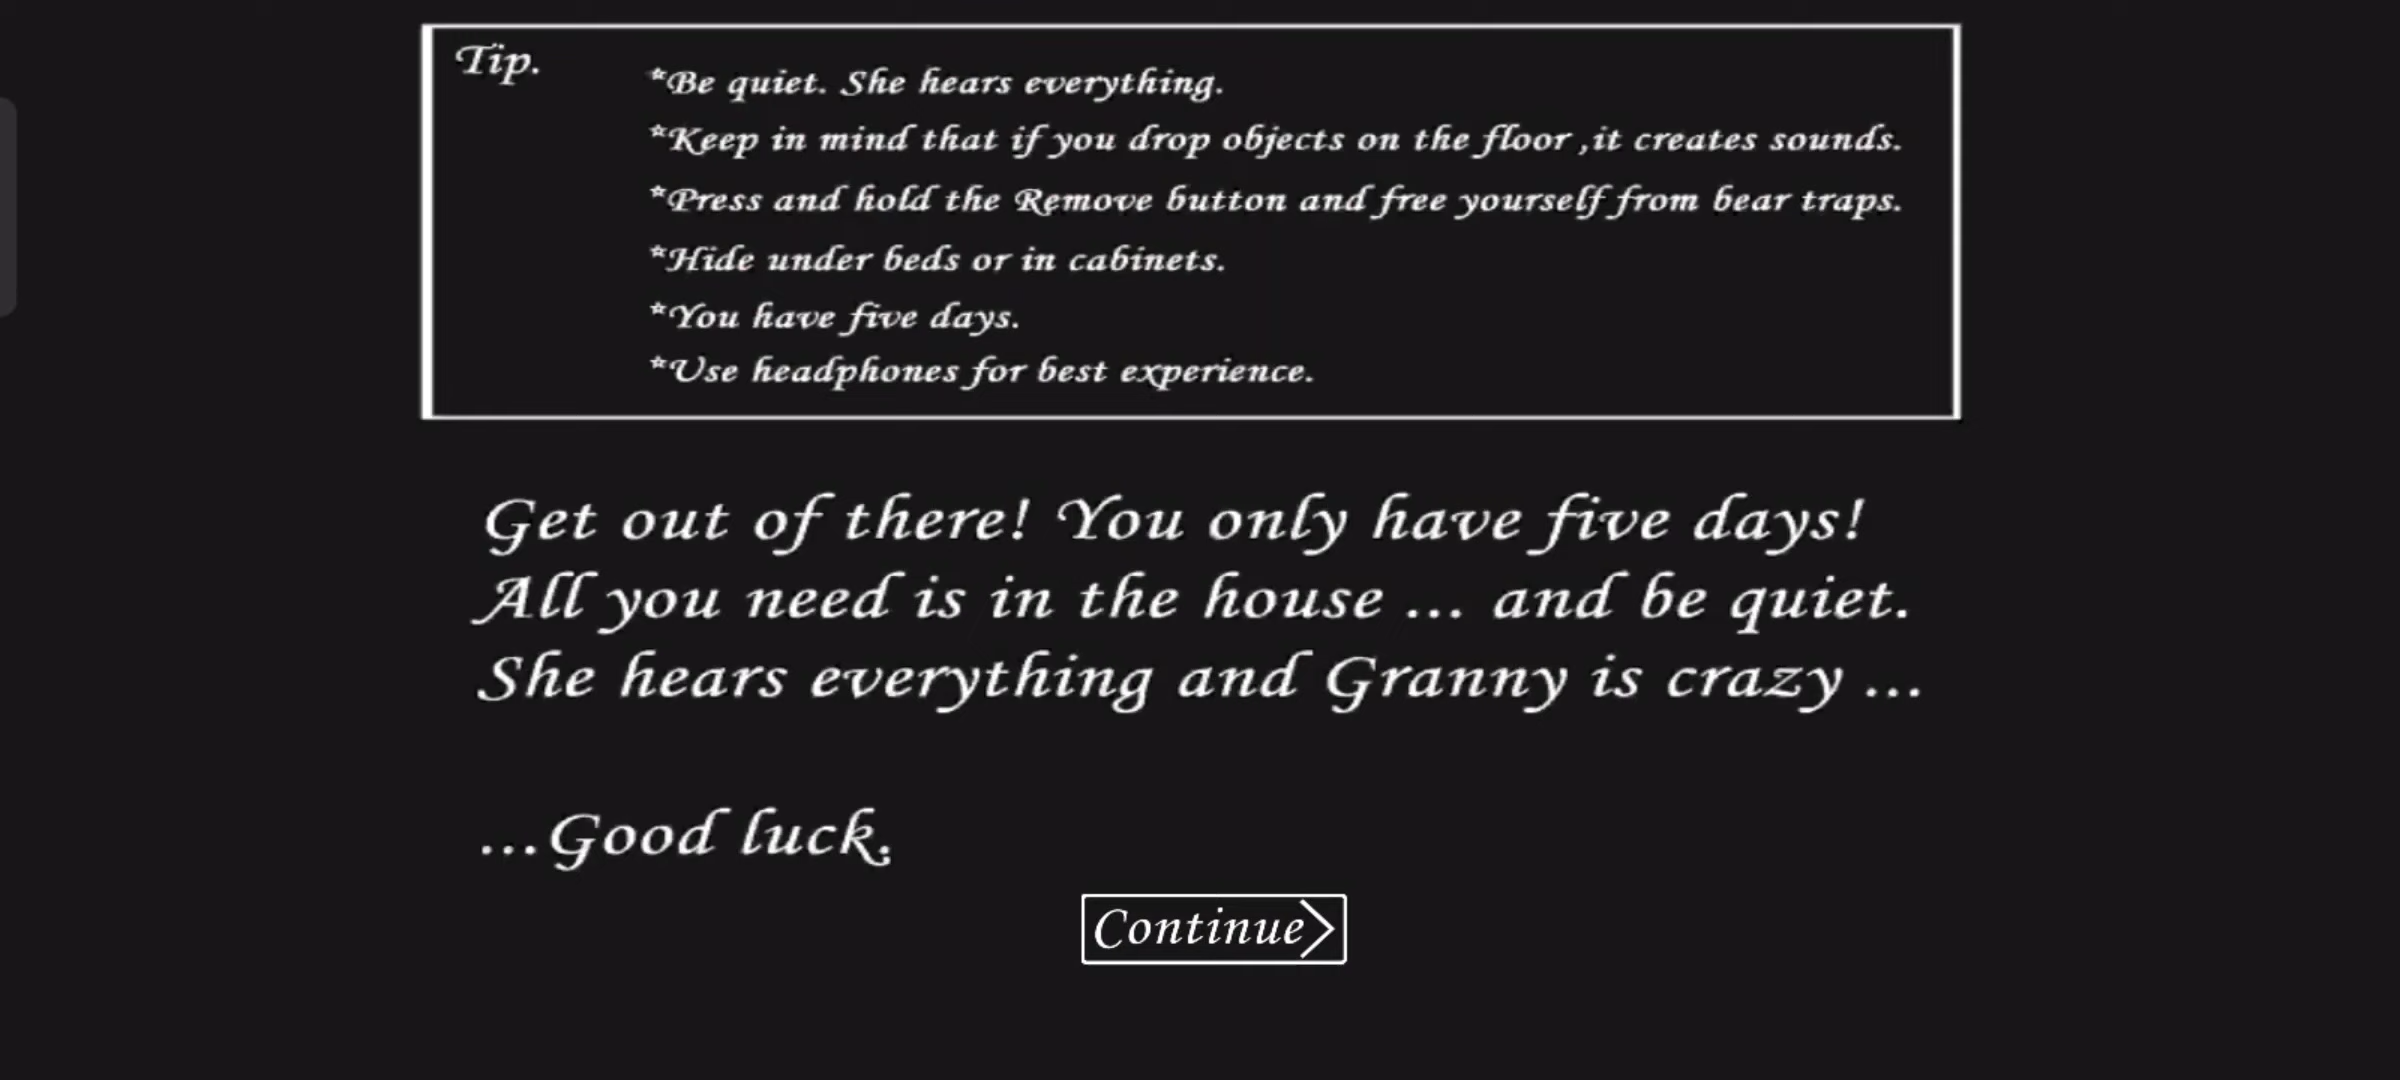 Tip.
*Be quiet. She hears everything.
*Keep in mind that if you drop objects on the floor ,it creates sounds.
*Press and hold the Remove button and free yourself from bear traps.
*Hide under beds or in cabinets.
*You have five days.
*Use headphones for best experience.
Get out of there! You only have five days!
All you need is in the house ... and be quiet.
She hears everything and Granny is crazy ...
...Good luck.
Continue